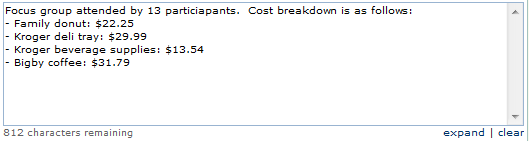 Focus group attended by 13 particiapants.  Cost breakdown is as follows:
- Family donut: $22.25
- Kroger deli tray: $29.99
- Kroger beverage supplies: $13.54
- Bigby coffee: $31.79
812 characters remaining
expand | clear